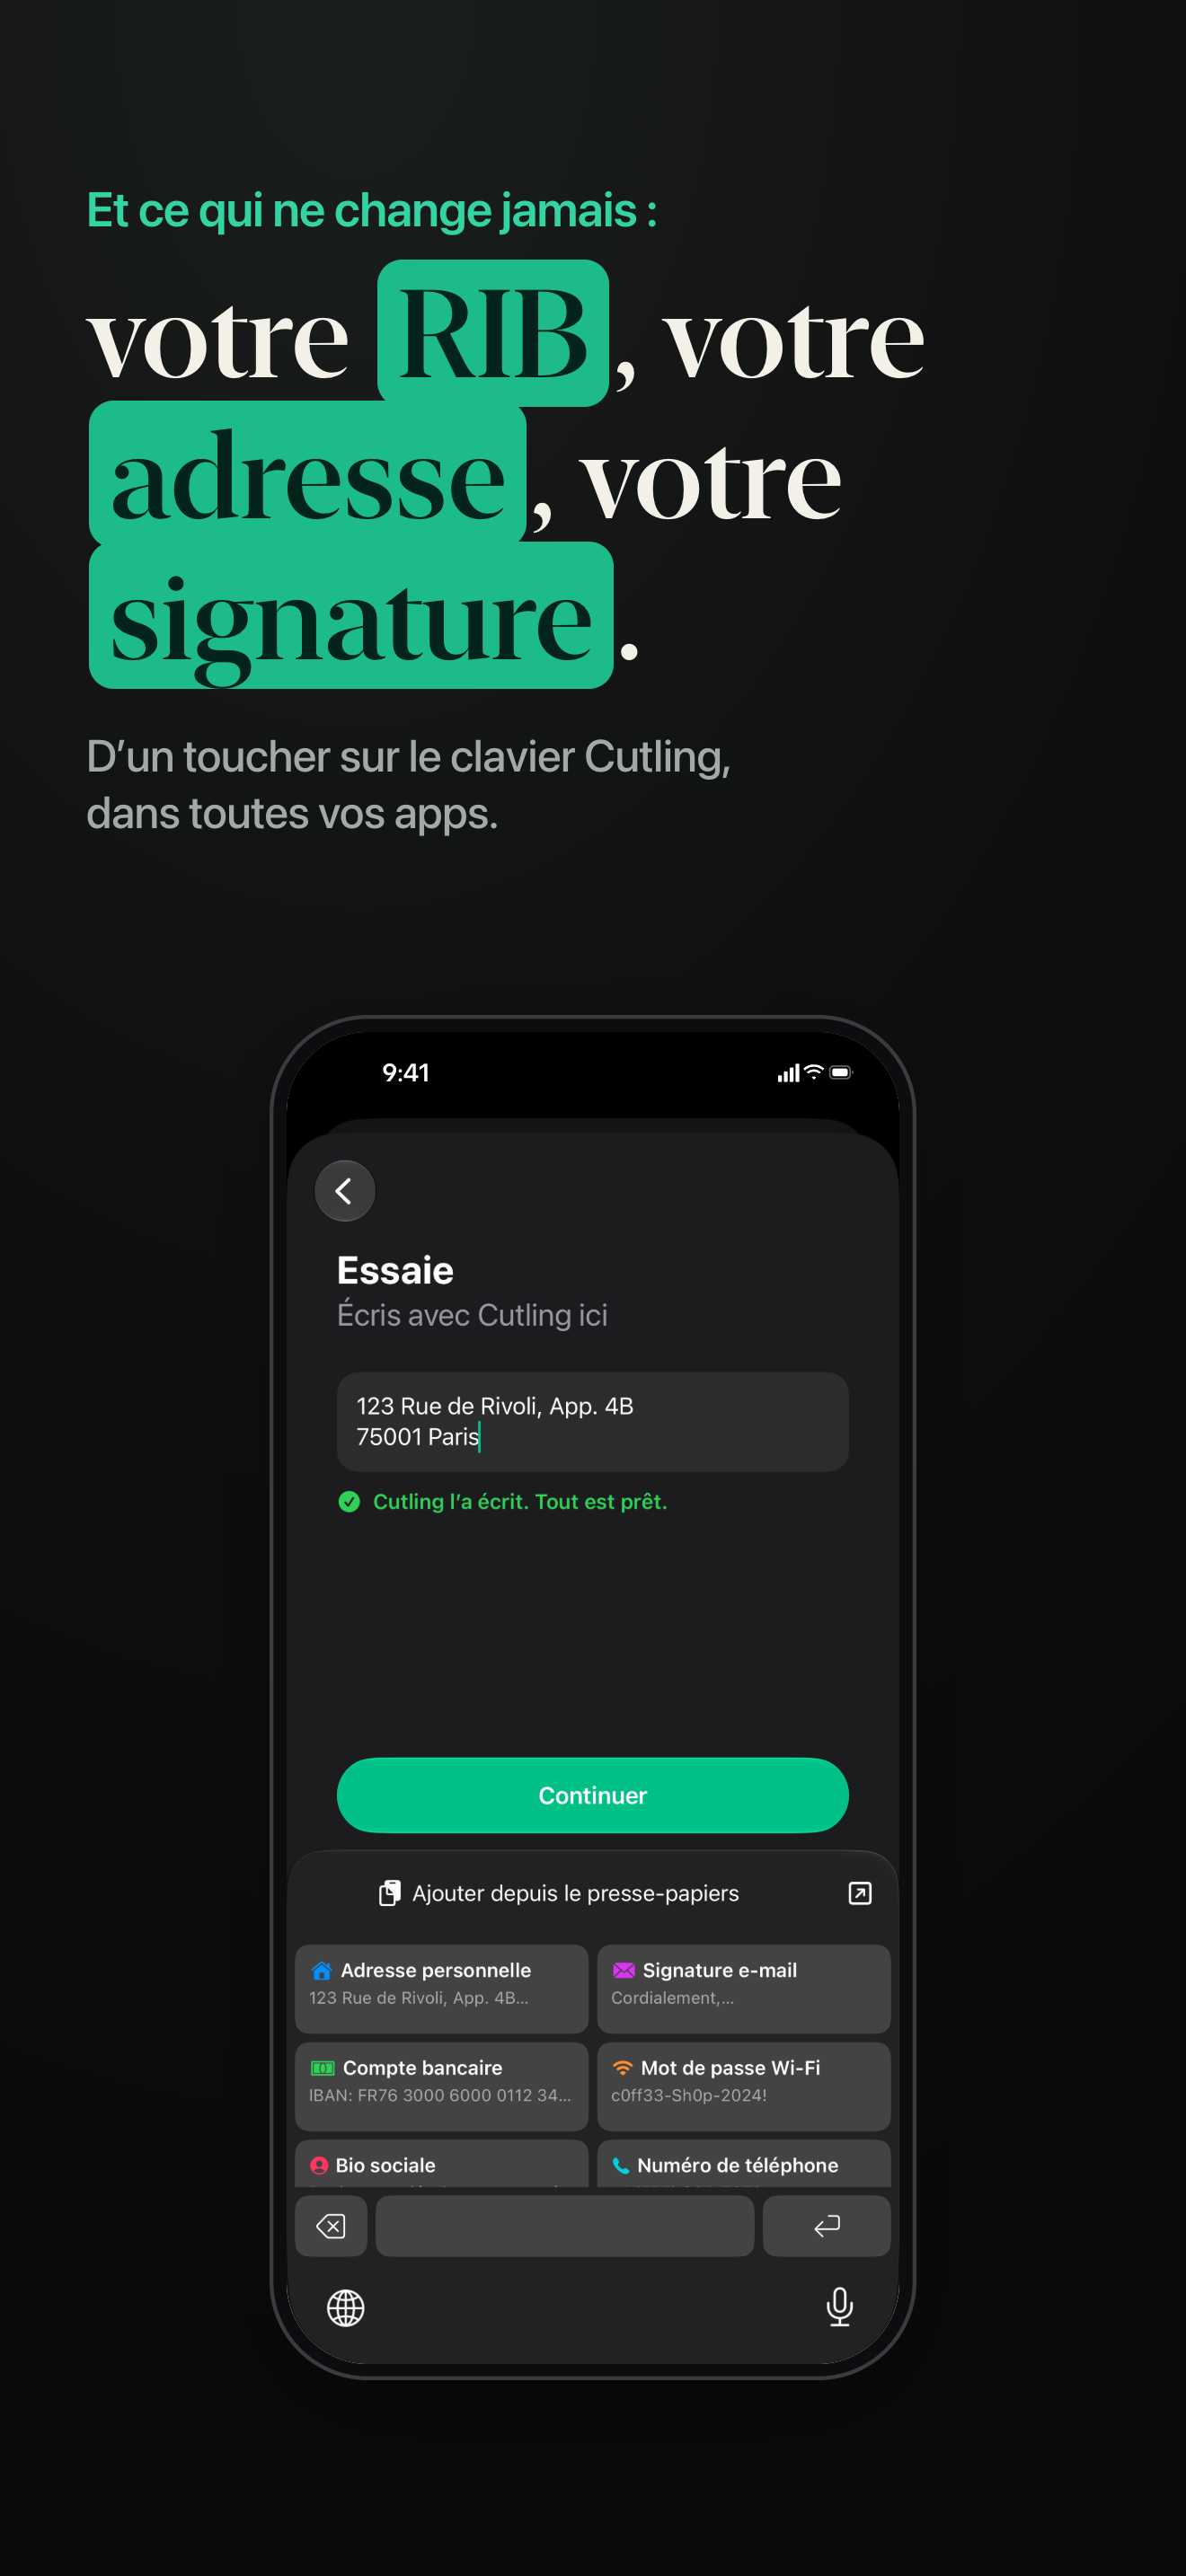 Et ce qui ne change jamais :
votre RIB, votre
adresse, votre
signature.
D’un toucher sur le clavier Cutling,
dans toutes vos apps.
9:41
Essaie
Écris avec Cutling ici
123 Rue de Rivoli, App. 4B
75001 Paris
Cutling l’a écrit. Tout est prêt.
Continuer
Ajouter depuis le presse-papiers
Adresse personnelle
123 Rue de Rivoli, App. 4B...
Signature e-mail
Cordialement,...
Compte bancaire
IBAN: FR76 3000 6000 0112 34...
Mot de passe Wi-Fi
c0ff33-Sh0p-2024!
Bio sociale
Numéro de téléphone